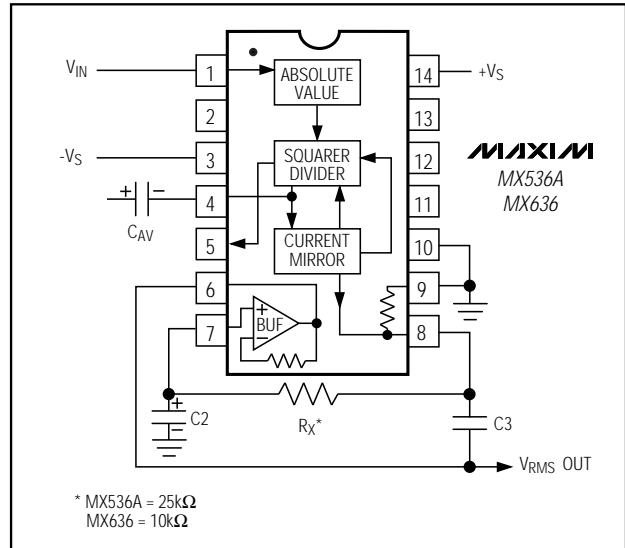 VIN
1
ABSOLUTE
VALUE
14
+VS
2
13
-VS
3
SQUARER
DIVIDER
12
MAXIM
MX536A
MX636
+
−
CAV
4
11
5
CURRENT
MIRROR
10
6
9
7
+
−
BUF
8
+
−
C2
RX*
C3
VRMS OUT
* MX536A = 25kΩ
MX636 = 10kΩ